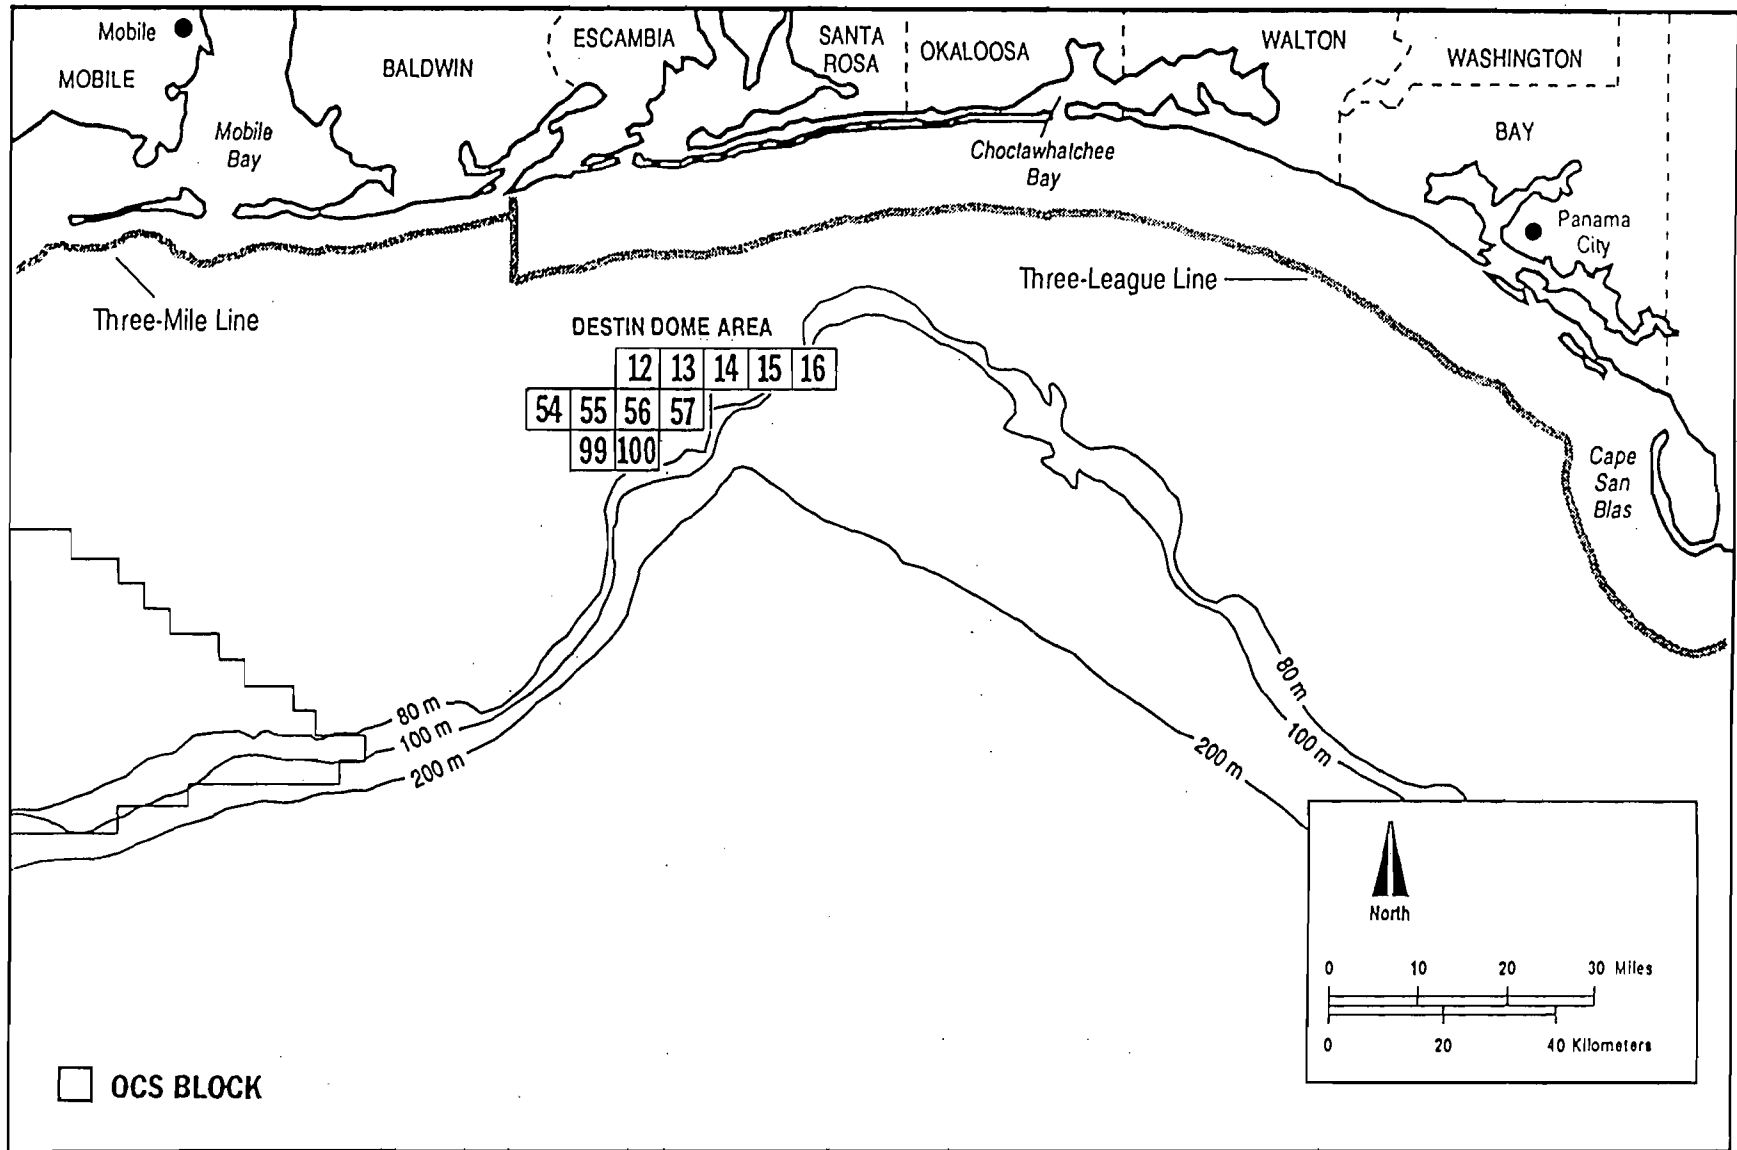 Mobile
MOBILE
BALDWIN
ESCAMBIA
SANTA
ROSA
OKALOOSA
WALTON
WASHINGTON
BAY
Mobile
Bay
Choctawhatchee
Bay
Panama
City
Three-Mile Line
Three-League Line
DESTIN DOME AREA
12 13 14 15 16
54 55 56 57
99 100
Cape
San
Blas
80 m
100 m
200 m
80 m
100 m
200 m
North
0 10 20 30 Miles
0 20 40 Kilometers
OCS BLOCK